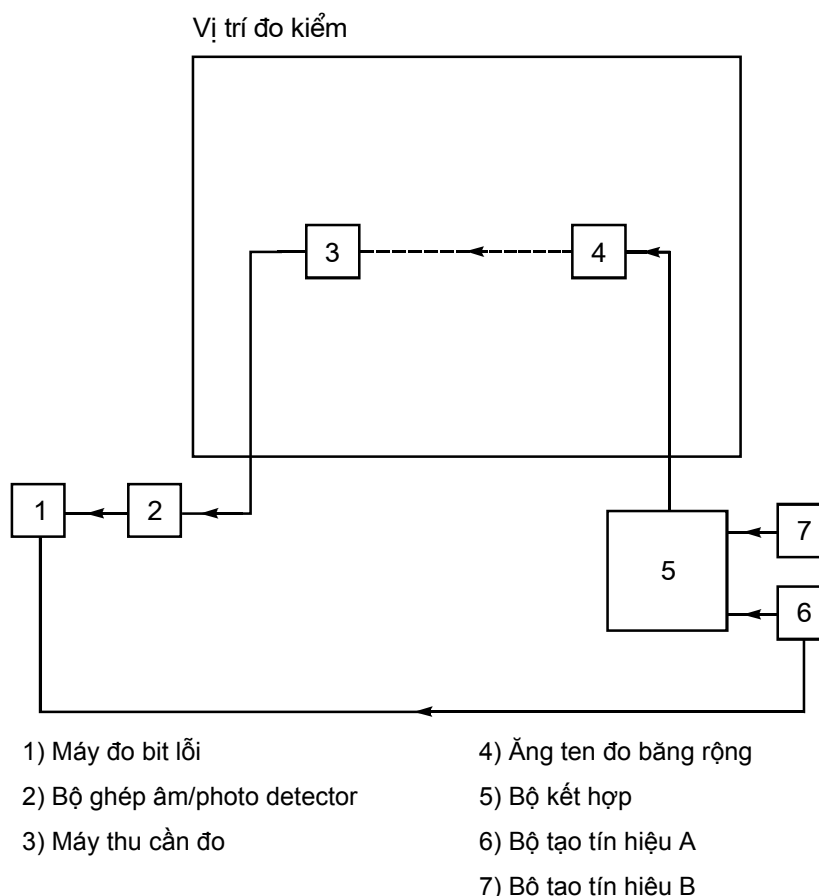 Vị trí đo kiểm
3
4
1
2
7
5
6
1) Máy đo bit lỗi
2) Bộ ghép âm/photo detector
3) Máy thu cần đo
4) Ăng ten đo băng rộng
5) Bộ kết hợp
6) Bộ tạo tín hiệu A
7) Bộ tạo tín hiệu B